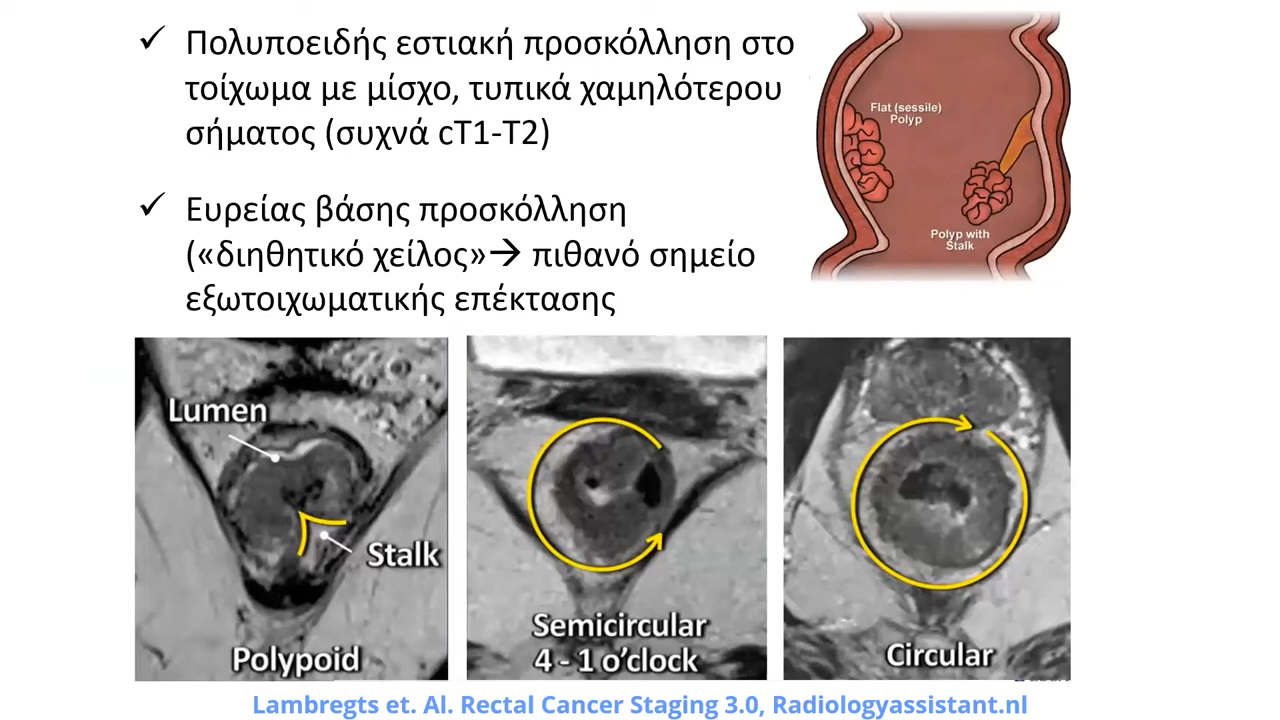 ✓ Πολυποειδής εστιακή προσκόλληση στο
τοίχωμα με μίσχο, τυπικά χαμηλότερου
σήματος (συχνά cT1-T2)
✓ Ευρείας βάσης προσκόλληση
(«διηθητικό χείλος»→ πιθανό σημείο
εξωτοιχωματικής επέκτασης
Flat (sessile)
Polyp
Polyp with
Stalk
Lumen
Stalk
Polypoid
Semicircular
4 - 1 o’clock
Circular
Lambregts et. Al. Rectal Cancer Staging 3.0, Radiologyassistant.nl